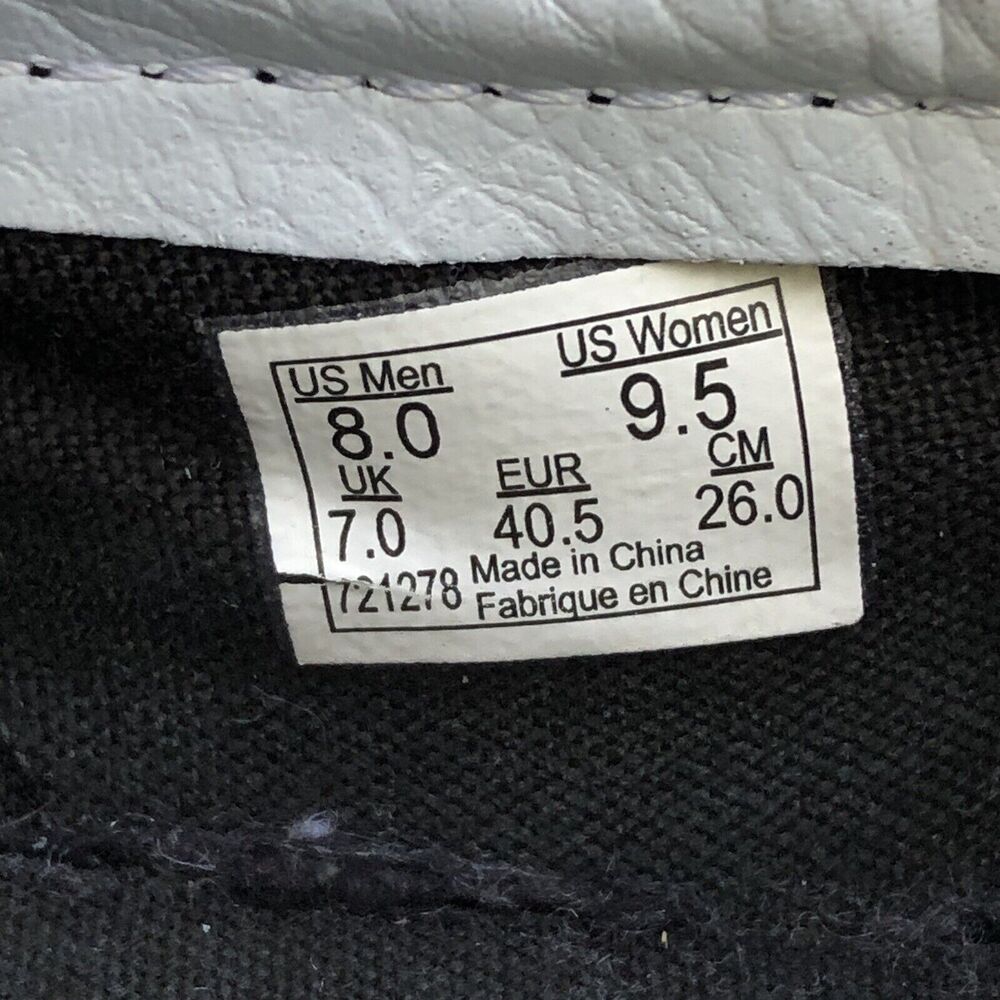 US Men US Women
8.0 9.5
UK EUR CM
7.0 40.5 26.0
721278 Made in China
Fabrique en Chine